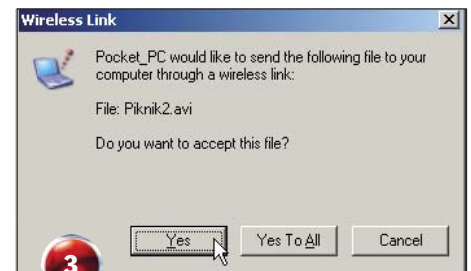 Wireless Link
Pocket_PC would like to send the following file to your
computer through a wireless link:
File: Piknik2.avi
Do you want to accept this file?
Yes
Yes To All
Cancel
3